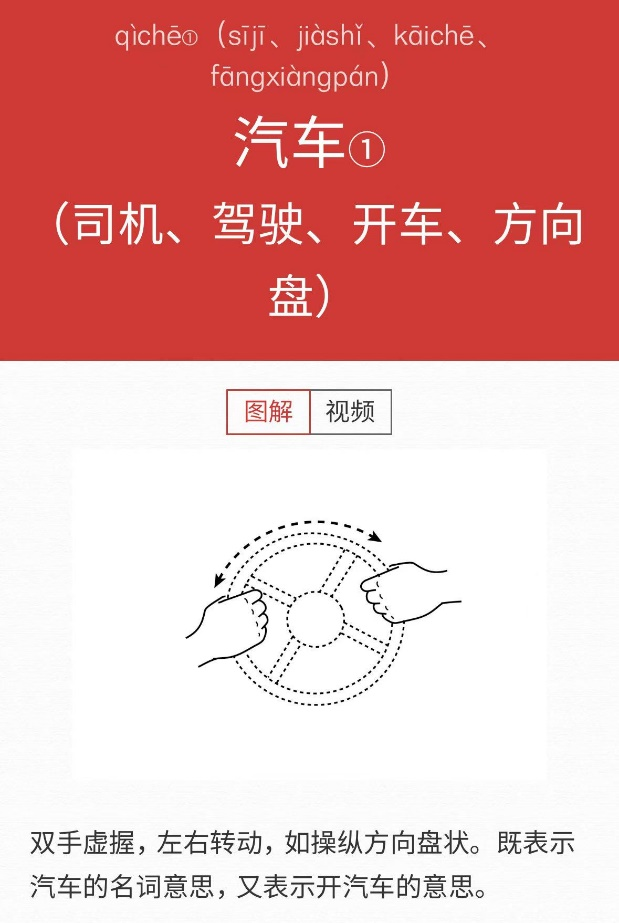 qìchē①（sījī、jiàshǐ、kāichē、
fāngxiàngpán）
汽车①
（司机、驾驶、开车、方向
盘）
图解 视频
双手虚握，左右转动，如操纵方向盘状。既表示
汽车的名词意思，又表示开汽车的意思。